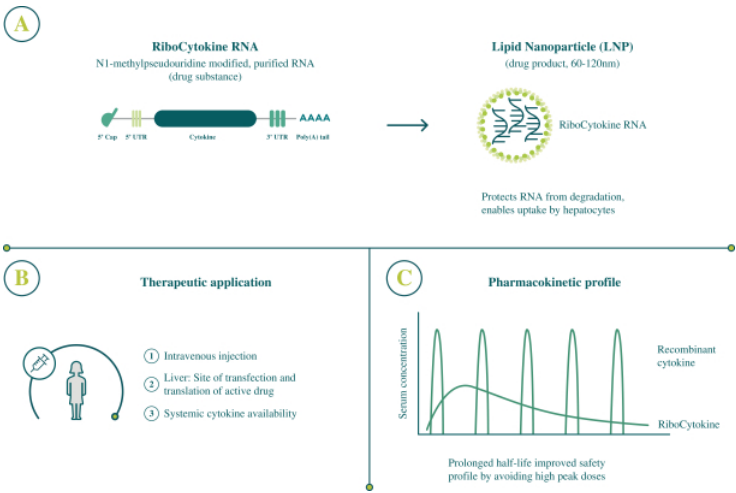 A
RiboCytokine RNA
N1-methylpseudouridine modified, purified RNA
(drug substance)
5' Cap
5' UTR
Cytokine
3' UTR
AAAA
Poly(A) tail
Lipid Nanoparticle (LNP)
(drug product, 60-120nm)
RiboCytokine RNA
Protects RNA from degradation,
enables uptake by hepatocytes
B
Therapeutic application
1 Intravenous injection
2 Liver: Site of transfection and
translation of active drug
3 Systemic cytokine availability
C
Pharmacokinetic profile
Serum concentration
Recombinant
cytokine
RiboCytokine
Prolonged half-life improved safety
profile by avoiding high peak doses